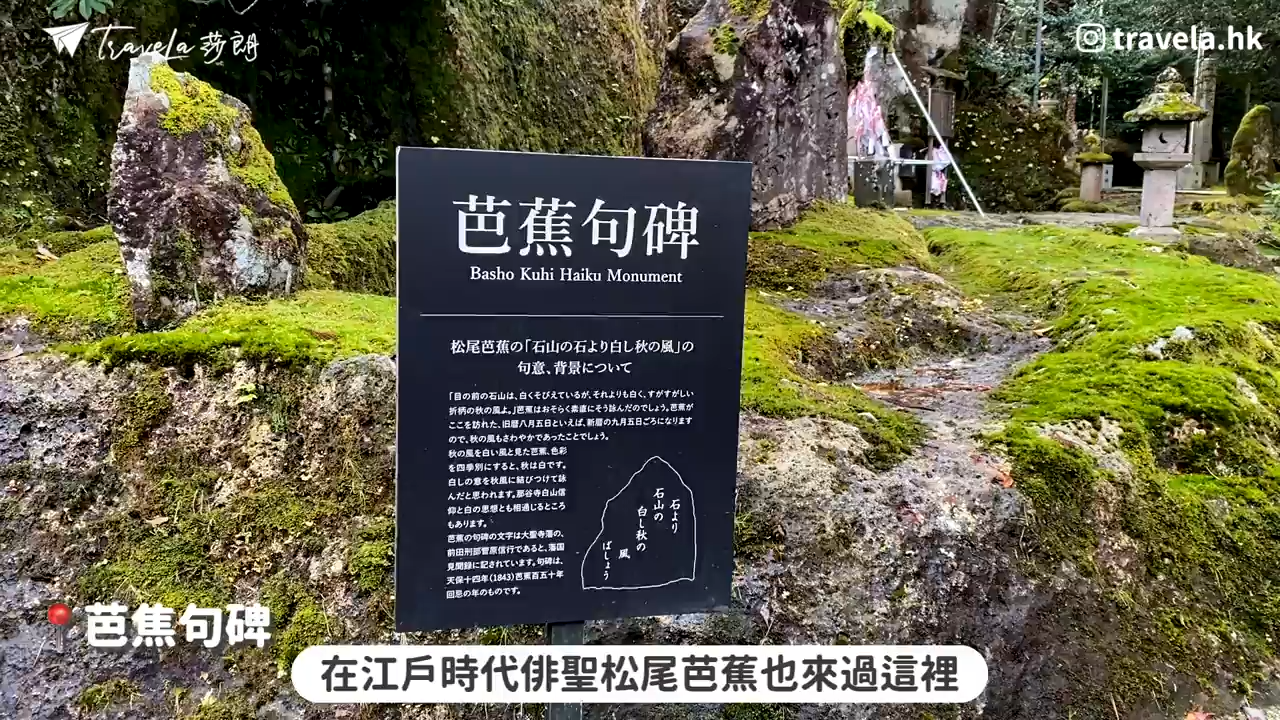 Travela莎朗
travela.hk
芭蕉句碑
Basho Kuhi Haiku Monument
松尾芭蕉の「石山の石より白し秋の風」の
句意、背景について
「目の前の石山は、白くそびえているが、それよりも白く、すがすがしい
折柄の秋の風よ。」芭蕉はおそらく素直にそう詠んだのでしょう。芭蕉が
ここを訪れた、旧暦八月五日といえば、新暦の九月五日ごろになります
ので、秋の風もさわやかであったことでしょう。
秋の風を白い風と見た芭蕉、色彩
を四季別にすると、秋は白です。
白しの意を秋風に結びつけて詠
んだと思われます。那谷寺白山信
仰と白の思想とも相通じるところ
もあります。
芭蕉の句碑の文字は大聖寺藩の、
前田刑部菅原信行であると、藩国
見聞録に記されています。句碑は、
天保十四年(1843)芭蕉百五十年
回忌の年のものです。
石山の
石より
白し秋の
風
ばしょう
芭焦句碑
在江戶時代俳聖松尾芭蕉也來過這裡